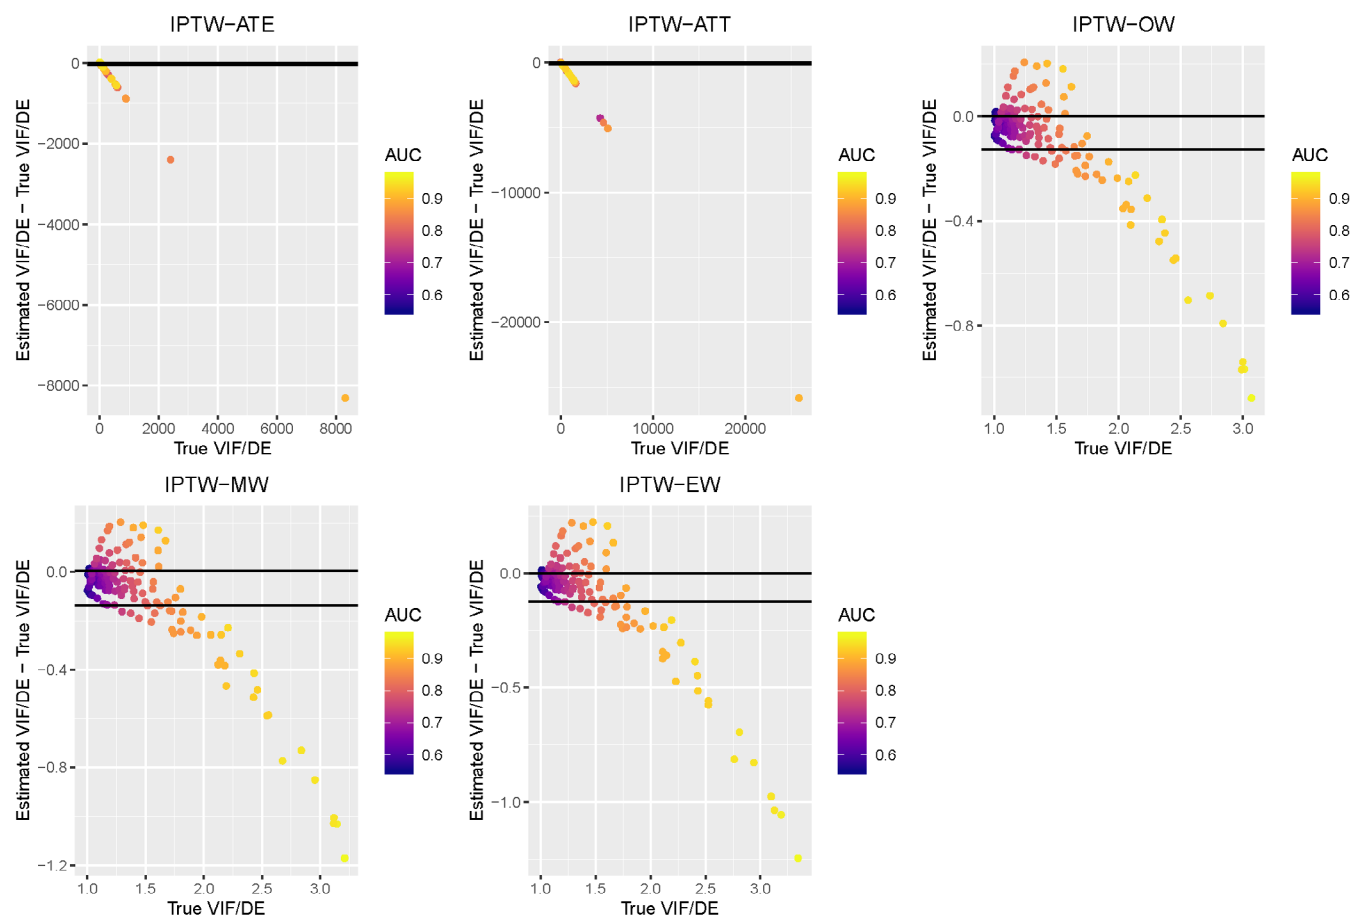 IPTW−ATE
Estimated VIF/DE − True VIF/DE
0
−2000
−4000
−6000
−8000
0 2000 4000 6000 8000
True VIF/DE
AUC
0.9
0.8
0.7
0.6
IPTW−ATT
Estimated VIF/DE − True VIF/DE
0
−10000
−20000
0 10000 20000
True VIF/DE
AUC
0.9
0.8
0.7
0.6
IPTW−OW
Estimated VIF/DE − True VIF/DE
0.0
−0.4
−0.8
1.0 1.5 2.0 2.5 3.0
True VIF/DE
AUC
0.9
0.8
0.7
0.6
IPTW−MW
Estimated VIF/DE − True VIF/DE
0.0
−0.4
−0.8
−1.2
1.0 1.5 2.0 2.5 3.0
True VIF/DE
AUC
0.9
0.8
0.7
0.6
IPTW−EW
Estimated VIF/DE − True VIF/DE
0.0
−0.5
−1.0
1.0 1.5 2.0 2.5 3.0
True VIF/DE
AUC
0.9
0.8
0.7
0.6